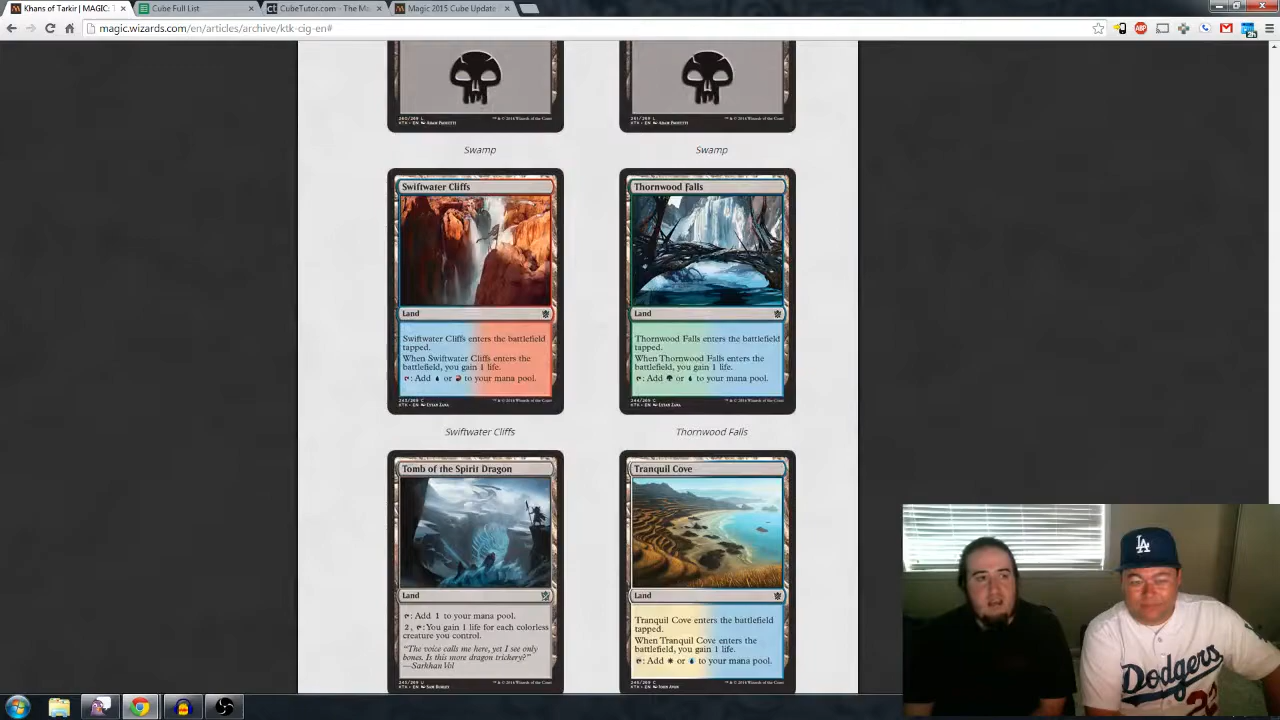 Khans of Tarkir | MAGIC: T
Cube Full List
CubeTutor.com - The M
Magic 2015 Cube Update
magic.wizards.com/en/articles/archive/ktk-cig-en#
ABP
2h
Swamp
Swamp
Swiftwater Cliffs
Land
Swiftwater Cliffs enters the battlefield
tapped.
When Swiftwater Cliffs enters the
battlefield, you gain 1 life.
: Add or to your mana pool.
Swiftwater Cliffs
Thornwood Falls
Land
Thornwood Falls enters the battlefield
tapped.
When Thornwood Falls enters the
battlefield, you gain 1 life.
: Add or to your mana pool.
Thornwood Falls
Tomb of the Spirit Dragon
Land
: Add 1 to your mana pool.
2, : You gain 1 life for each colorless
creature you control.
"The voice calls me here, yet I see only
bones. Is this more dragon trickery?"
—Sarkhan Vol
Tranquil Cove
Land
Tranquil Cove enters the battlefield
tapped.
When Tranquil Cove enters the
battlefield, you gain 1 life.
: Add or to your mana pool.
LA
Dodgers